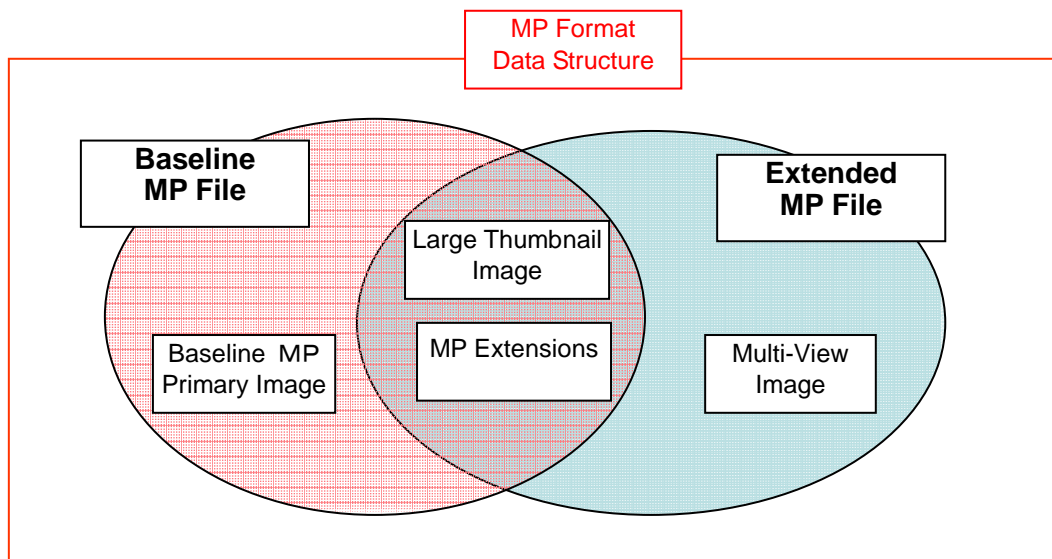 MP Format
Data Structure
Baseline
MP File
Extended
MP File
Large Thumbnail
Image
MP Extensions
Baseline MP
Primary Image
Multi-View
Image